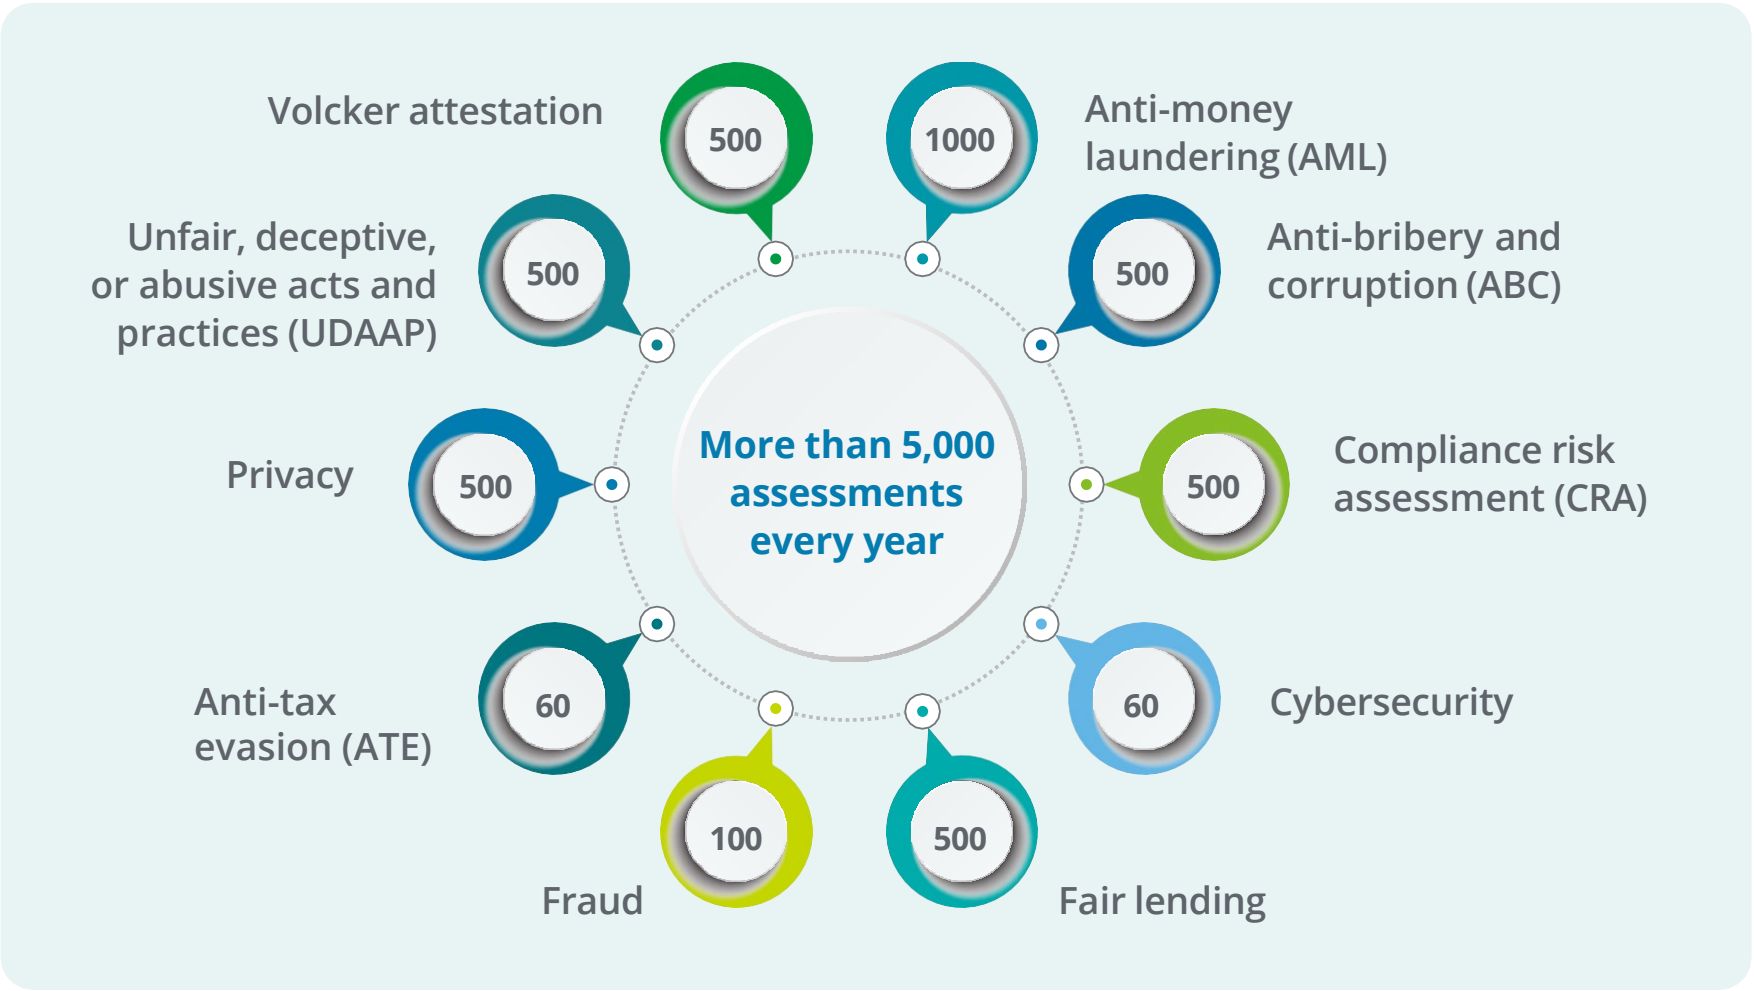 Volcker attestation
500
1000
Anti-money
laundering (AML)
Unfair, deceptive,
or abusive acts and
practices (UDAAP)
500
500
Anti-bribery and
corruption (ABC)
Privacy
500
More than 5,000
assessments
every year
500
Compliance risk
assessment (CRA)
Anti-tax
evasion (ATE)
60
60
Cybersecurity
Fraud
100
500
Fair lending